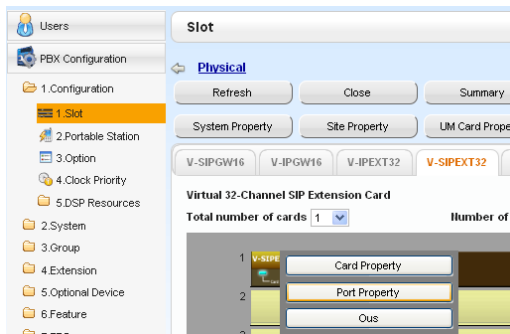 Users
Slot
PBX Configuration
Physical
1.Configuration
Refresh Close Summary
1.Slot
2.Portable Station
System Property Site Property UM Card Prope
3.Option
4.Clock Priority
V-SIPGW16 V-IPGW16 V-IPEXT32 V-SIPEXT32
5.DSP Resources
Virtual 32-Channel SIP Extension Card
2.System
Total number of cards 1 Number of
3.Group
4.Extension
1 V-SIPE
Card Property
5.Optional Device
2 Port Property
6.Feature
Ous